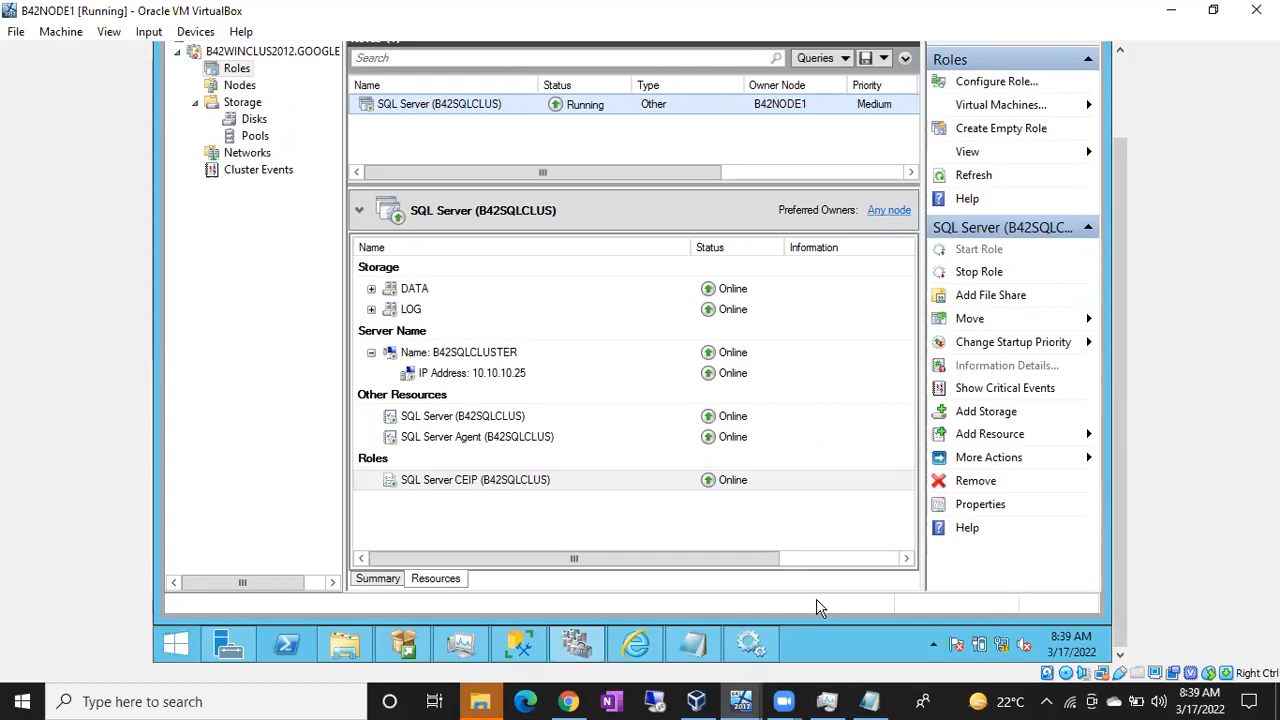 B42NODE1 [Running] - Oracle VM VirtualBox
File Machine View Input Devices Help
B42WINCLUS2012.GOOGLE
Roles
Nodes
Storage
Disks
Pools
Networks
Cluster Events
Search Queries
Name Status Type Owner Node Priority
SQL Server (B42SQLCLUS) Running Other B42NODE1 Medium
SQL Server (B42SQLCLUS) Preferred Owners: Any node
Name Status Information
Storage
DATA Online
LOG Online
Server Name
Name: B42SQLCLUSTER Online
IP Address: 10.10.10.25 Online
Other Resources
SQL Server (B42SQLCLUS) Online
SQL Server Agent (B42SQLCLUS) Online
Roles
SQL Server CEIP (B42SQLCLUS) Online
Summary Resources
Roles
Configure Role...
Virtual Machines...
Create Empty Role
View
Refresh
Help
SQL Server (B42SQLC...
Start Role
Stop Role
Add File Share
Move
Change Startup Priority
Information Details...
Show Critical Events
Add Storage
Add Resource
More Actions
Remove
Properties
Help
8:39 AM
3/17/2022
Right Ctrl
Type here to search
22°C
8:39 AM
3/17/2022